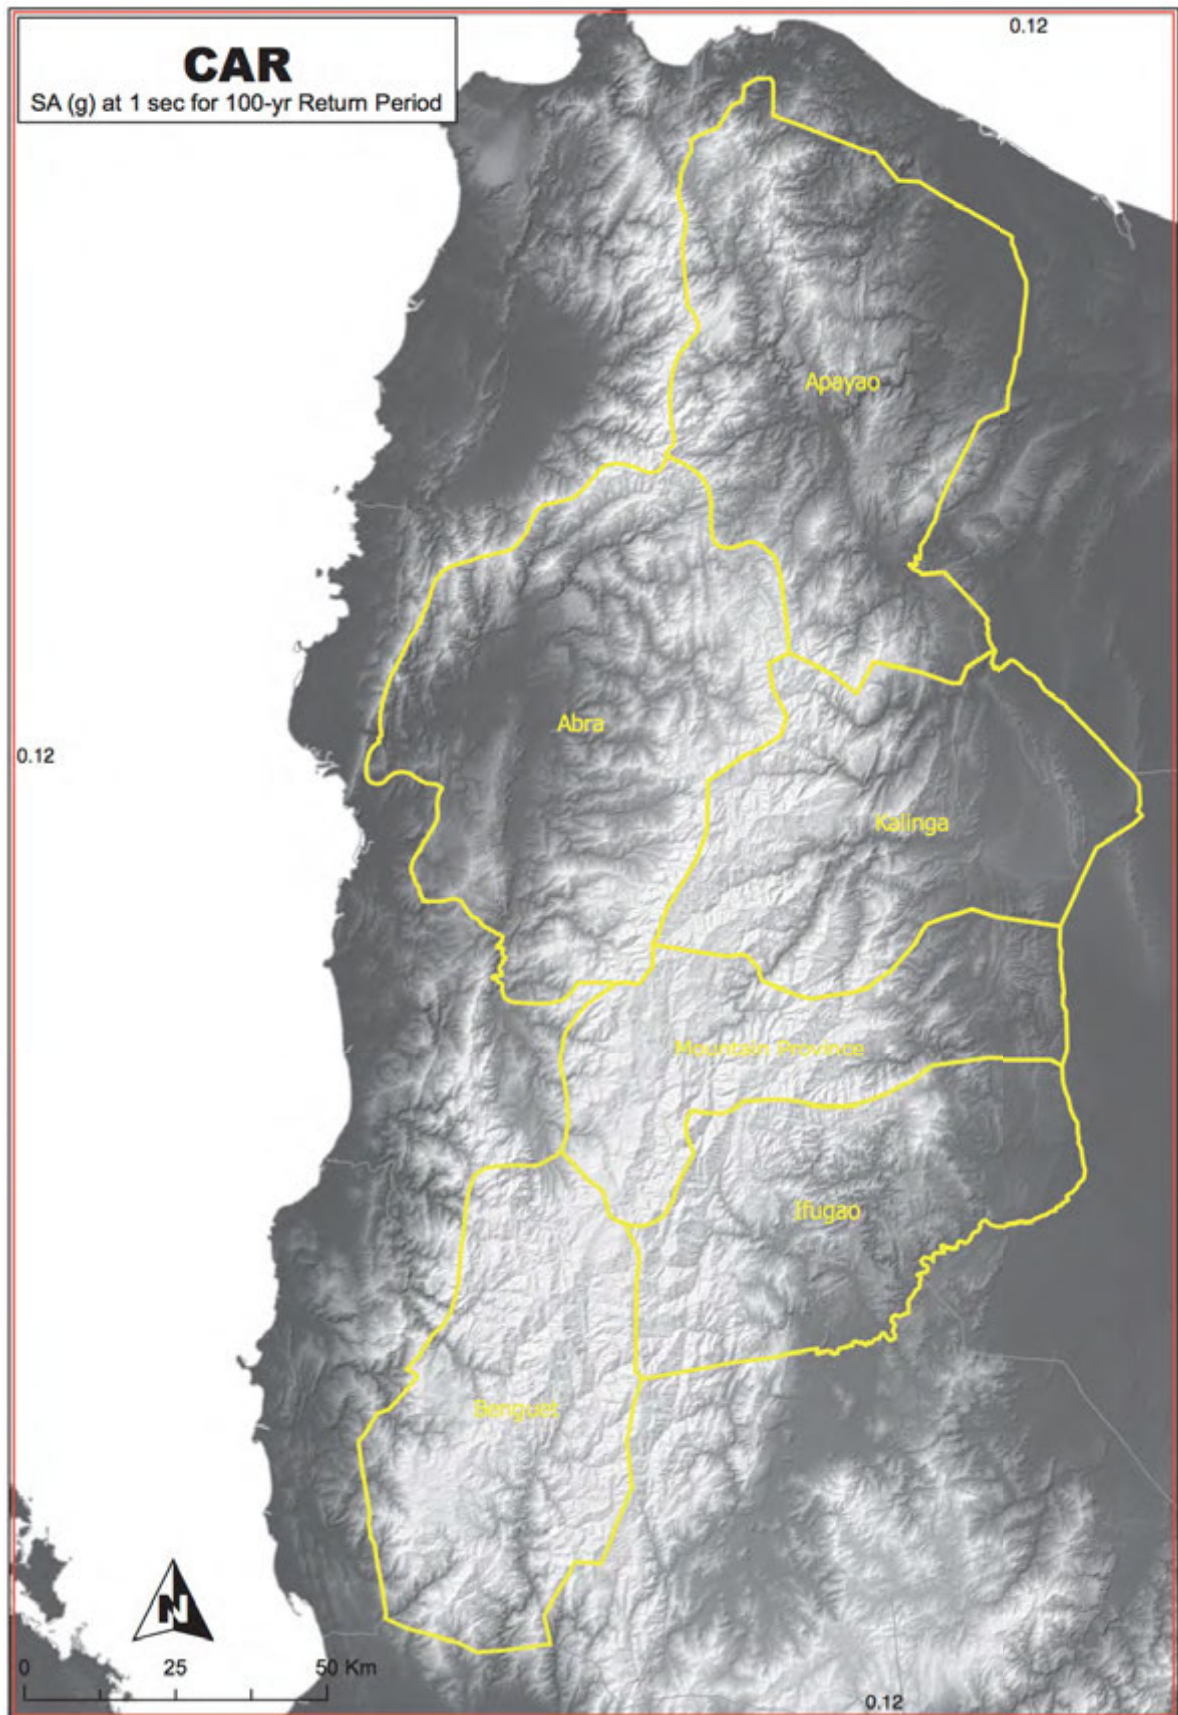 CAR
SA (g) at 1 sec for 100-yr Return Period
0.12
Apayao
Abra
0.12
Kalinga
Mountain Province
Ifugao
Benguet
N
0 25 50 Km
0.12